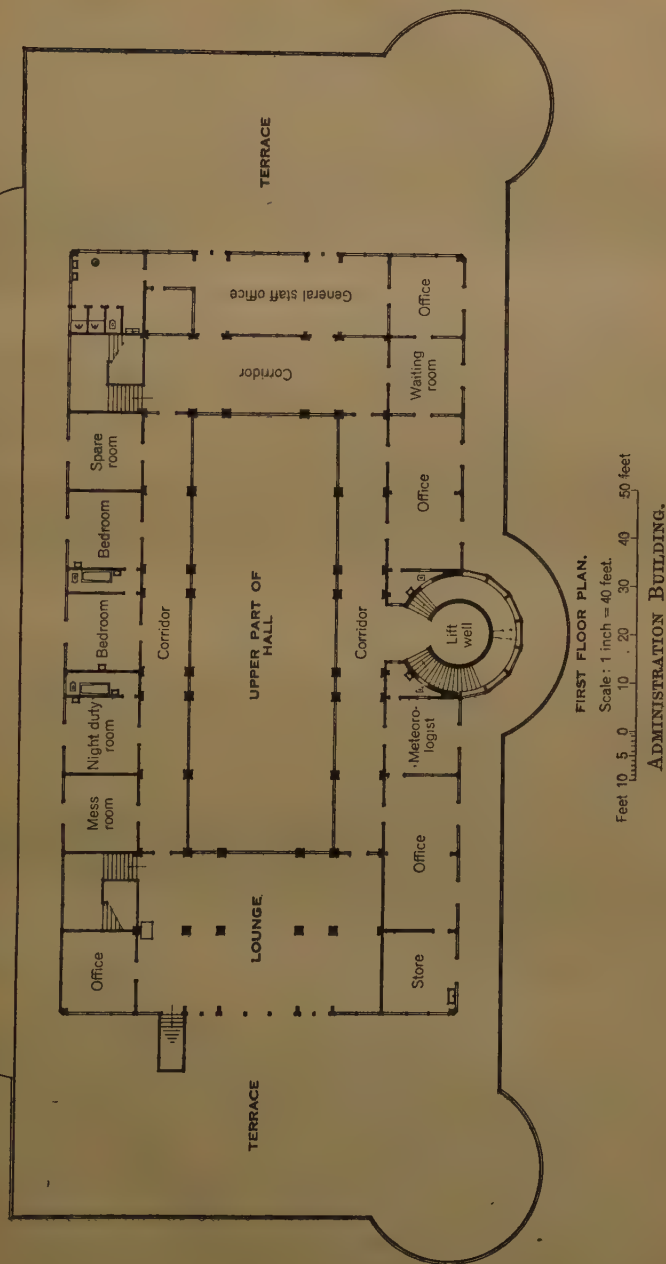 TERRACE
General staff office
Office
Corridor
Waiting
room
Spare
room
Bedroom
Bedroom
Night duty
room
Mess
room
Office
Corridor
UPPER PART OF
HALL
Corridor
Office
Lift
well
Meteoro-
logist
Office
LOUNGE
Store
TERRACE
FIRST FLOOR PLAN.
Scale: 1 inch = 40 feet.
Feet 10 5 0 10 20 30 40 50 feet
ADMINISTRATION BUILDING.